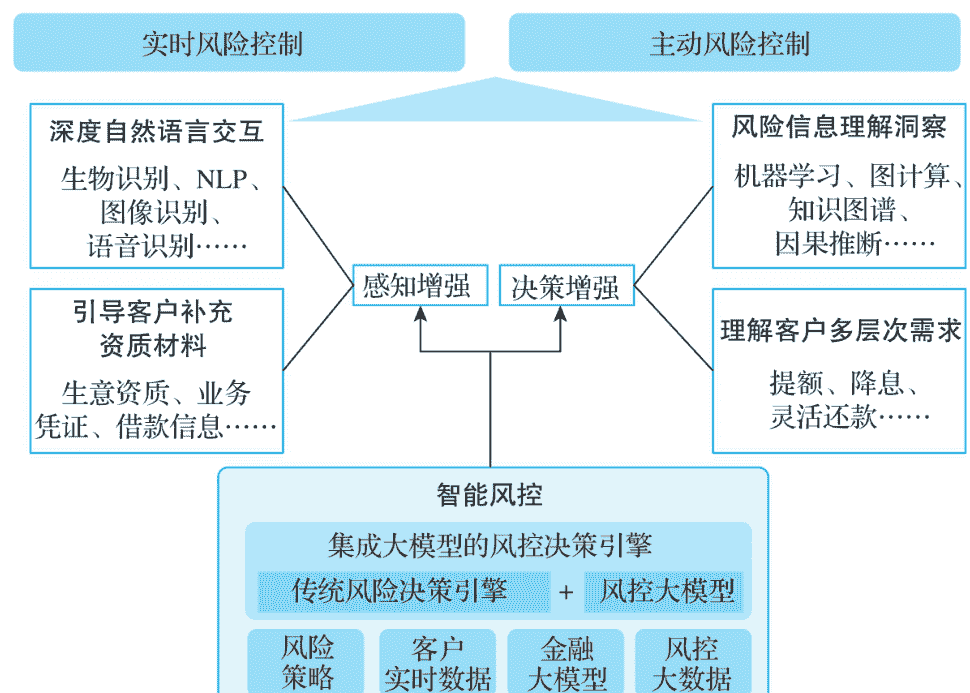 实时风险控制
主动风险控制
深度自然语言交互
生物识别、NLP、
图像识别、
语音识别……
风险信息理解洞察
机器学习、图计算、
知识图谱、
因果推断……
感知增强
决策增强
引导客户补充
资质材料
生意资质、业务
凭证、借款信息……
理解客户多层次需求
提额、降息、
灵活还款……
智能风控
集成大模型的风控决策引擎
传统风险决策引擎 + 风控大模型
风险
策略
客户
实时数据
金融
大模型
风控
大数据